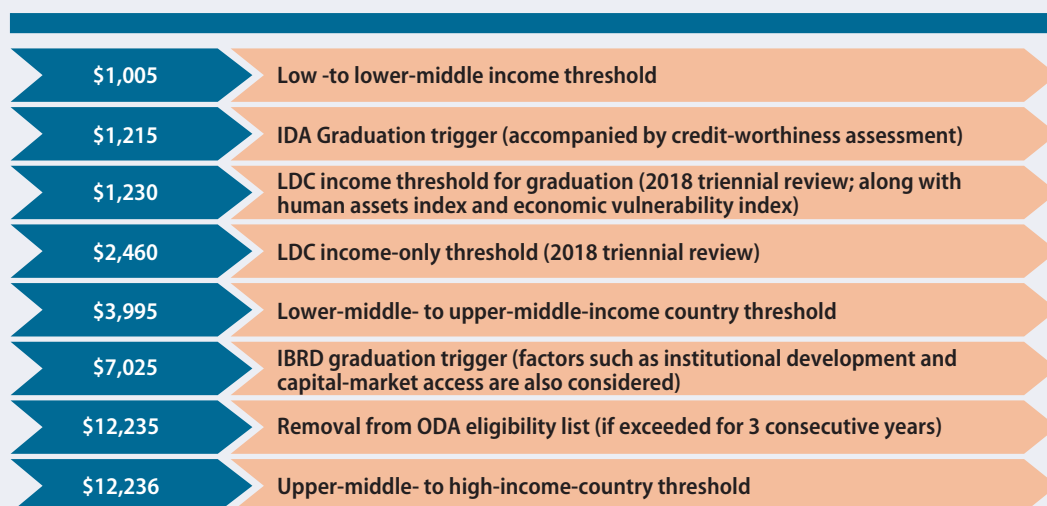 $1,005
Low -to lower-middle income threshold
$1,215
IDA Graduation trigger (accompanied by credit-worthiness assessment)
$1,230
LDC income threshold for graduation (2018 triennial review; along with
human assets index and economic vulnerability index)
$2,460
LDC income-only threshold (2018 triennial review)
$3,995
Lower-middle- to upper-middle-income country threshold
$7,025
IBRD graduation trigger (factors such as institutional development and
capital-market access are also considered)
$12,235
Removal from ODA eligibility list (if exceeded for 3 consecutive years)
$12,236
Upper-middle- to high-income-country threshold